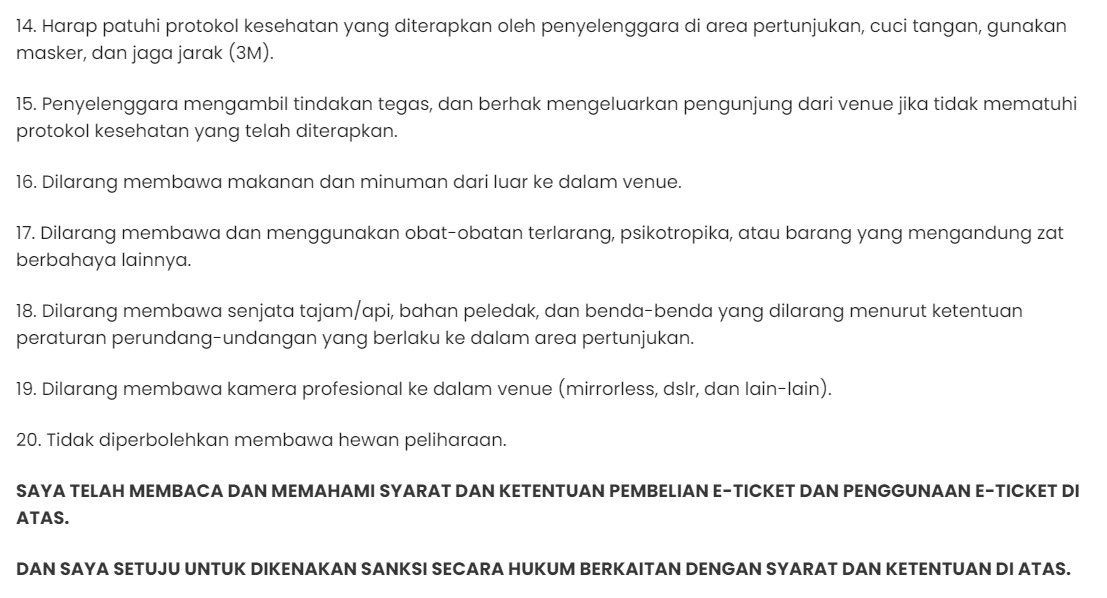 14. Harap patuhi protokol kesehatan yang diterapkan oleh penyelenggara di area pertunjukan, cuci tangan, gunakan
masker, dan jaga jarak (3M).
15. Penyelenggara mengambil tindakan tegas, dan berhak mengeluarkan pengunjung dari venue jika tidak mematuhi
protokol kesehatan yang telah diterapkan.
16. Dilarang membawa makanan dan minuman dari luar ke dalam venue.
17. Dilarang membawa dan menggunakan obat-obatan terlarang, psikotropika, atau barang yang mengandung zat
berbahaya lainnya.
18. Dilarang membawa senjata tajam/api, bahan peledak, dan benda-benda yang dilarang menurut ketentuan
peraturan perundang-undangan yang berlaku ke dalam area pertunjukan.
19. Dilarang membawa kamera profesional ke dalam venue (mirrorless, dslr, dan lain-lain).
20. Tidak diperbolehkan membawa hewan peliharaan.
SAYA TELAH MEMBACA DAN MEMAHAMI SYARAT DAN KETENTUAN PEMBELIAN E-TICKET DAN PENGGUNAAN E-TICKET DI
ATAS.
DAN SAYA SETUJU UNTUK DIKENAKAN SANKSI SECARA HUKUM BERKAITAN DENGAN SYARAT DAN KETENTUAN DI ATAS.